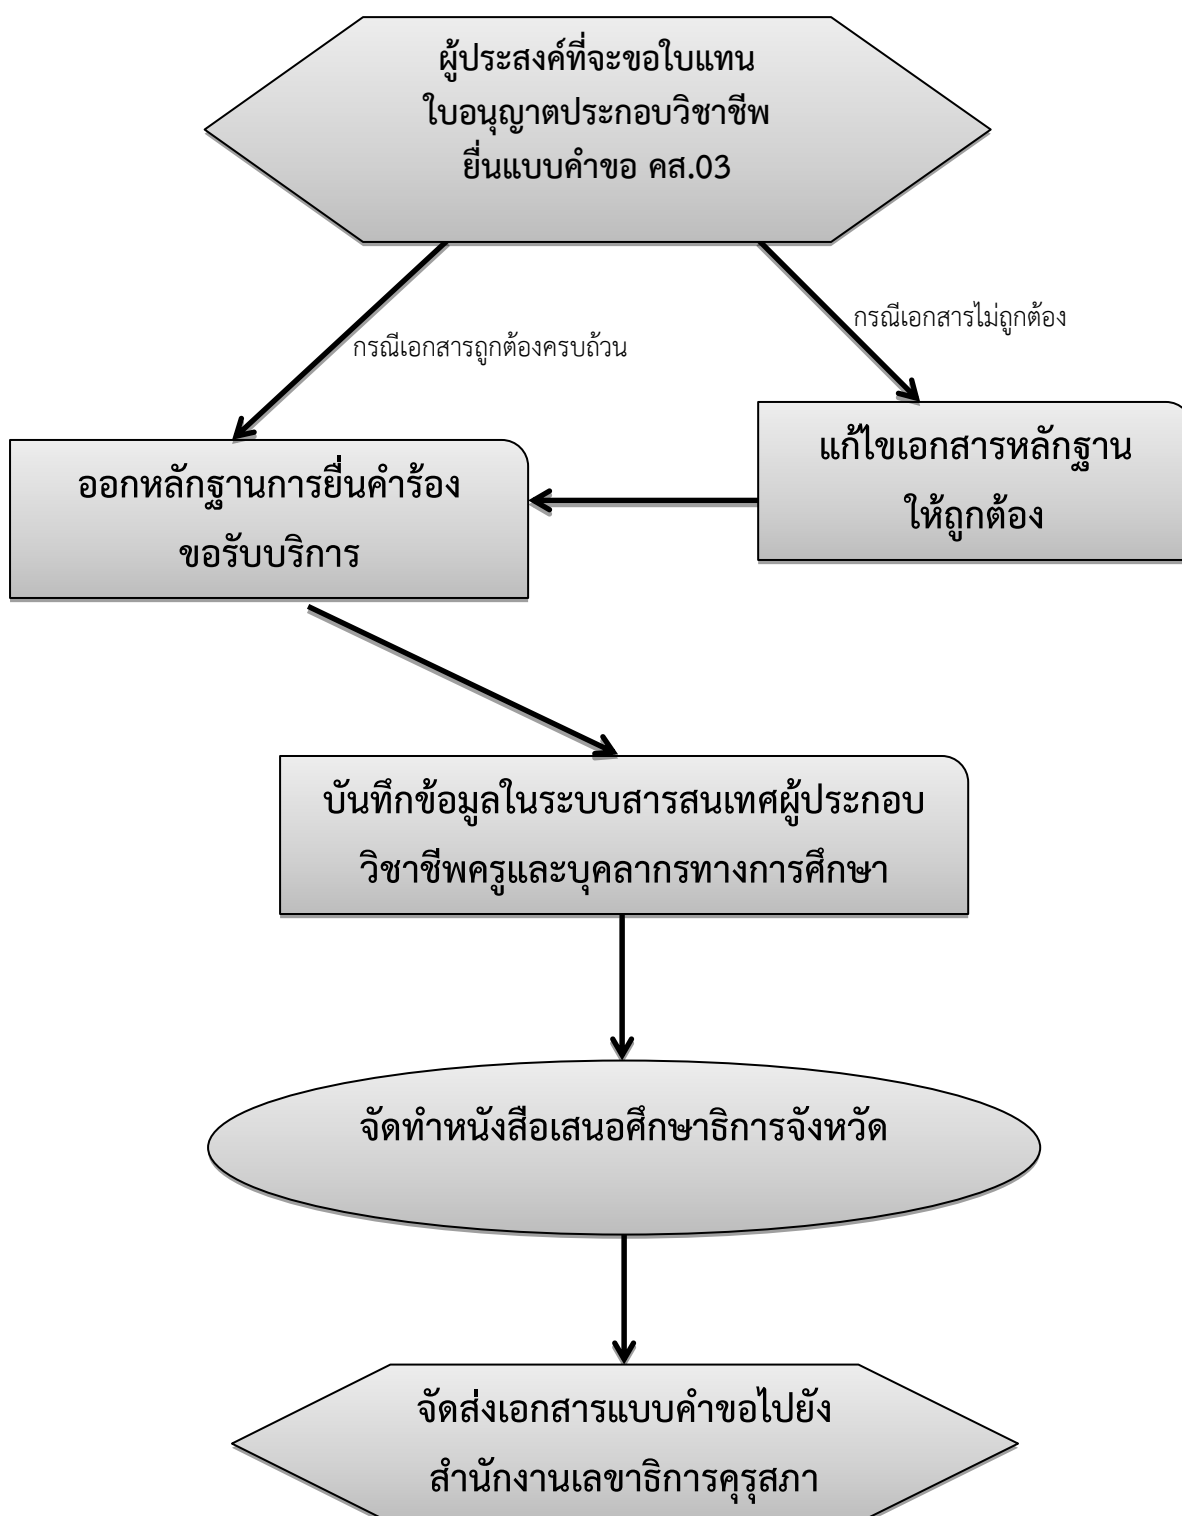 ผู้ประสงค์ที่จะขอใบแทน
ใบอนุญาตประกอบวิชาชีพ
ยื่นแบบคำขอ คส.03
กรณีเอกสารไม่ถูกต้อง
กรณีเอกสารถูกต้องครบถ้วน
แก้ไขเอกสารหลักฐาน
ให้ถูกต้อง
ออกหลักฐานการยื่นคำร้อง
ขอรับบริการ
บันทึกข้อมูลในระบบสารสนเทศผู้ประกอบ
วิชาชีพครูและบุคลากรทางการศึกษา
จัดทำหนังสือเสนอศึกษาธิการจังหวัด
จัดส่งเอกสารแบบคำขอไปยัง
สำนักงานเลขาธิการคุรุสภา